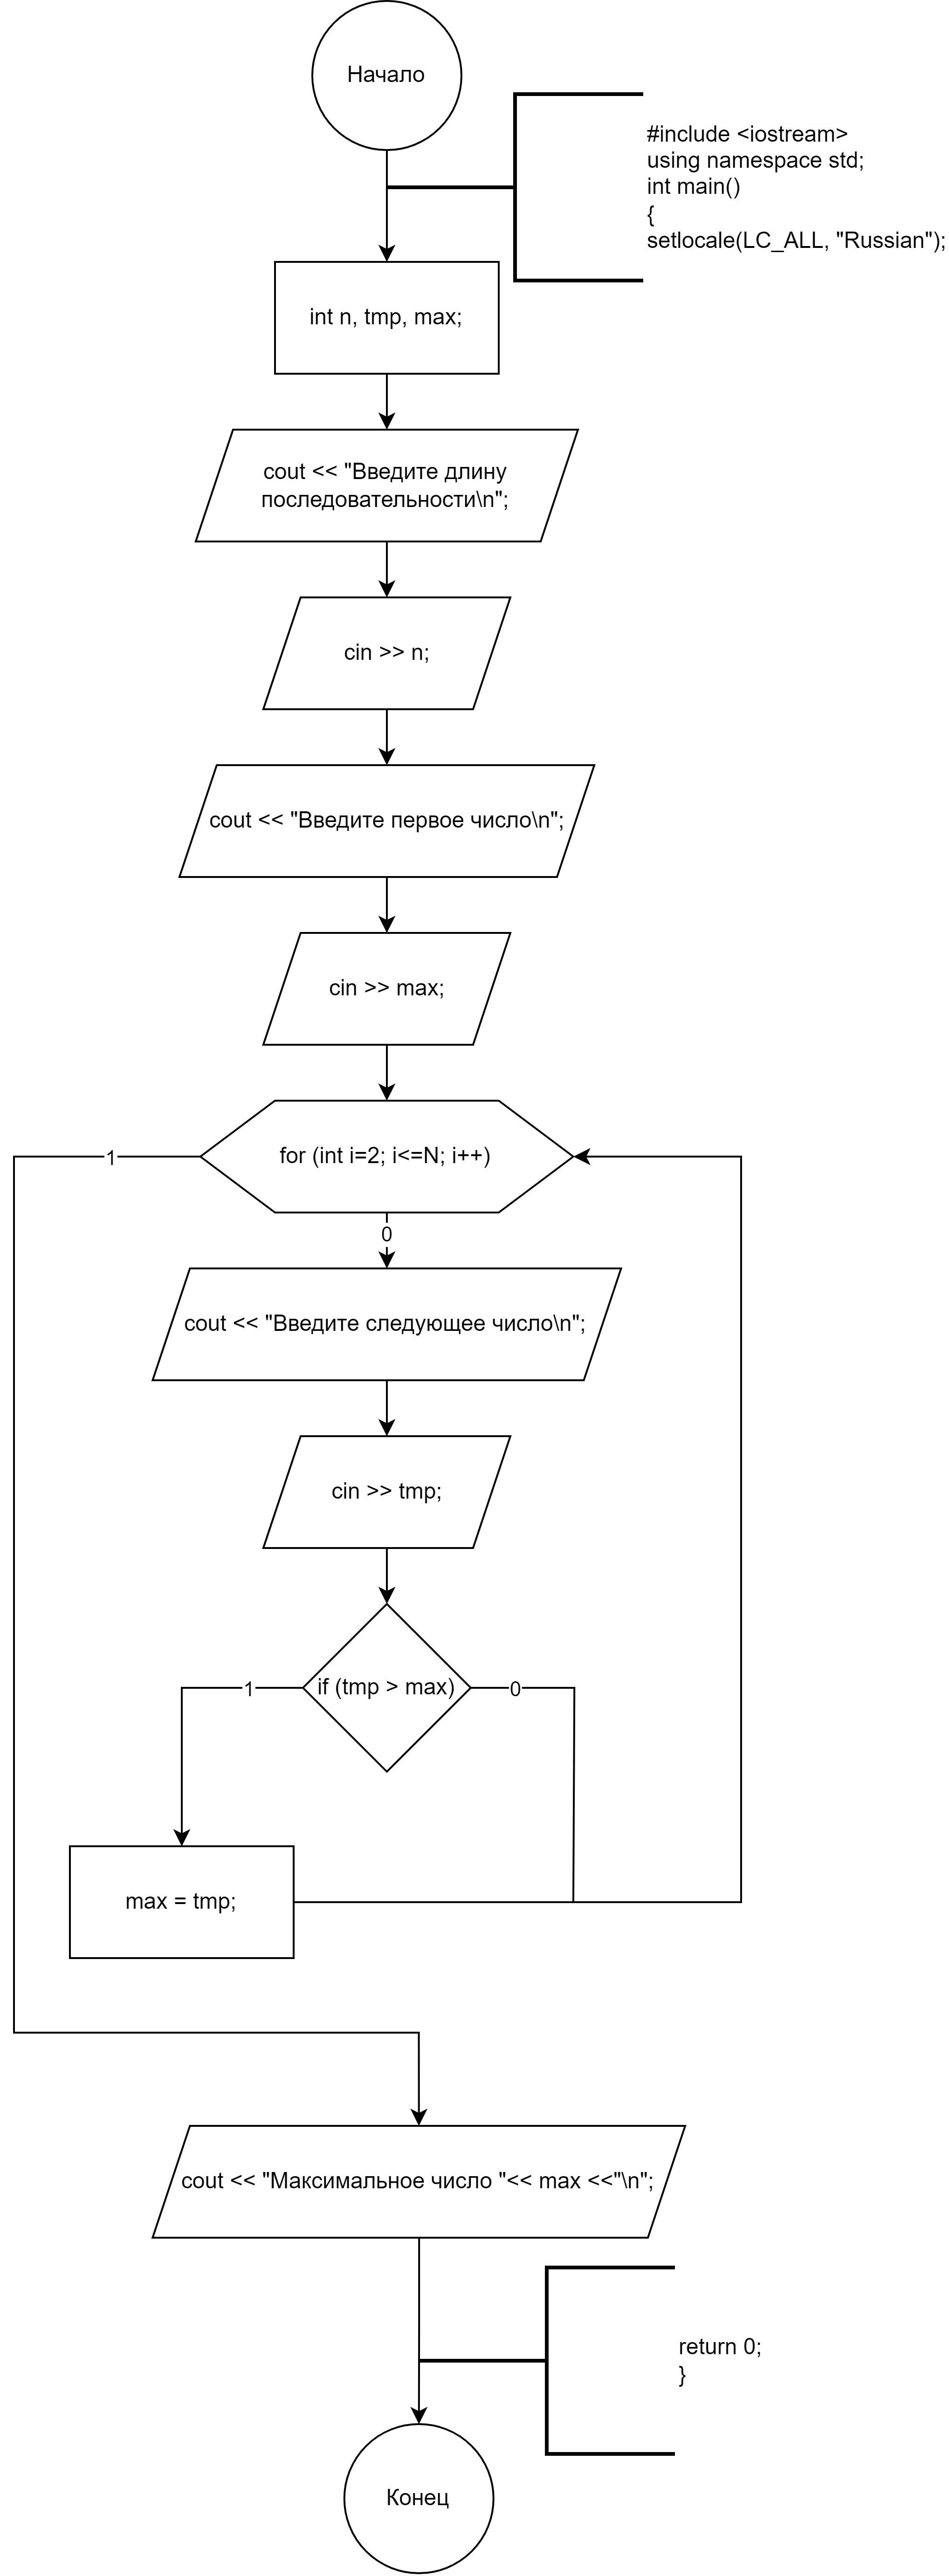 Начало
#include <iostream>
using namespace std;
int main()
{
setlocale(LC_ALL, "Russian");
int n, tmp, max;
cout << "Введите длину
последовательности\n";
cin >> n;
cout << "Введите первое число\n";
cin >> max;
for (int i=2; i<=N; i++)
1
0
cout << "Введите следующее число\n";
cin >> tmp;
if (tmp > max)
1
0
max = tmp;
cout << "Максимальное число "<< max <<"\n";
return 0;
}
Конец